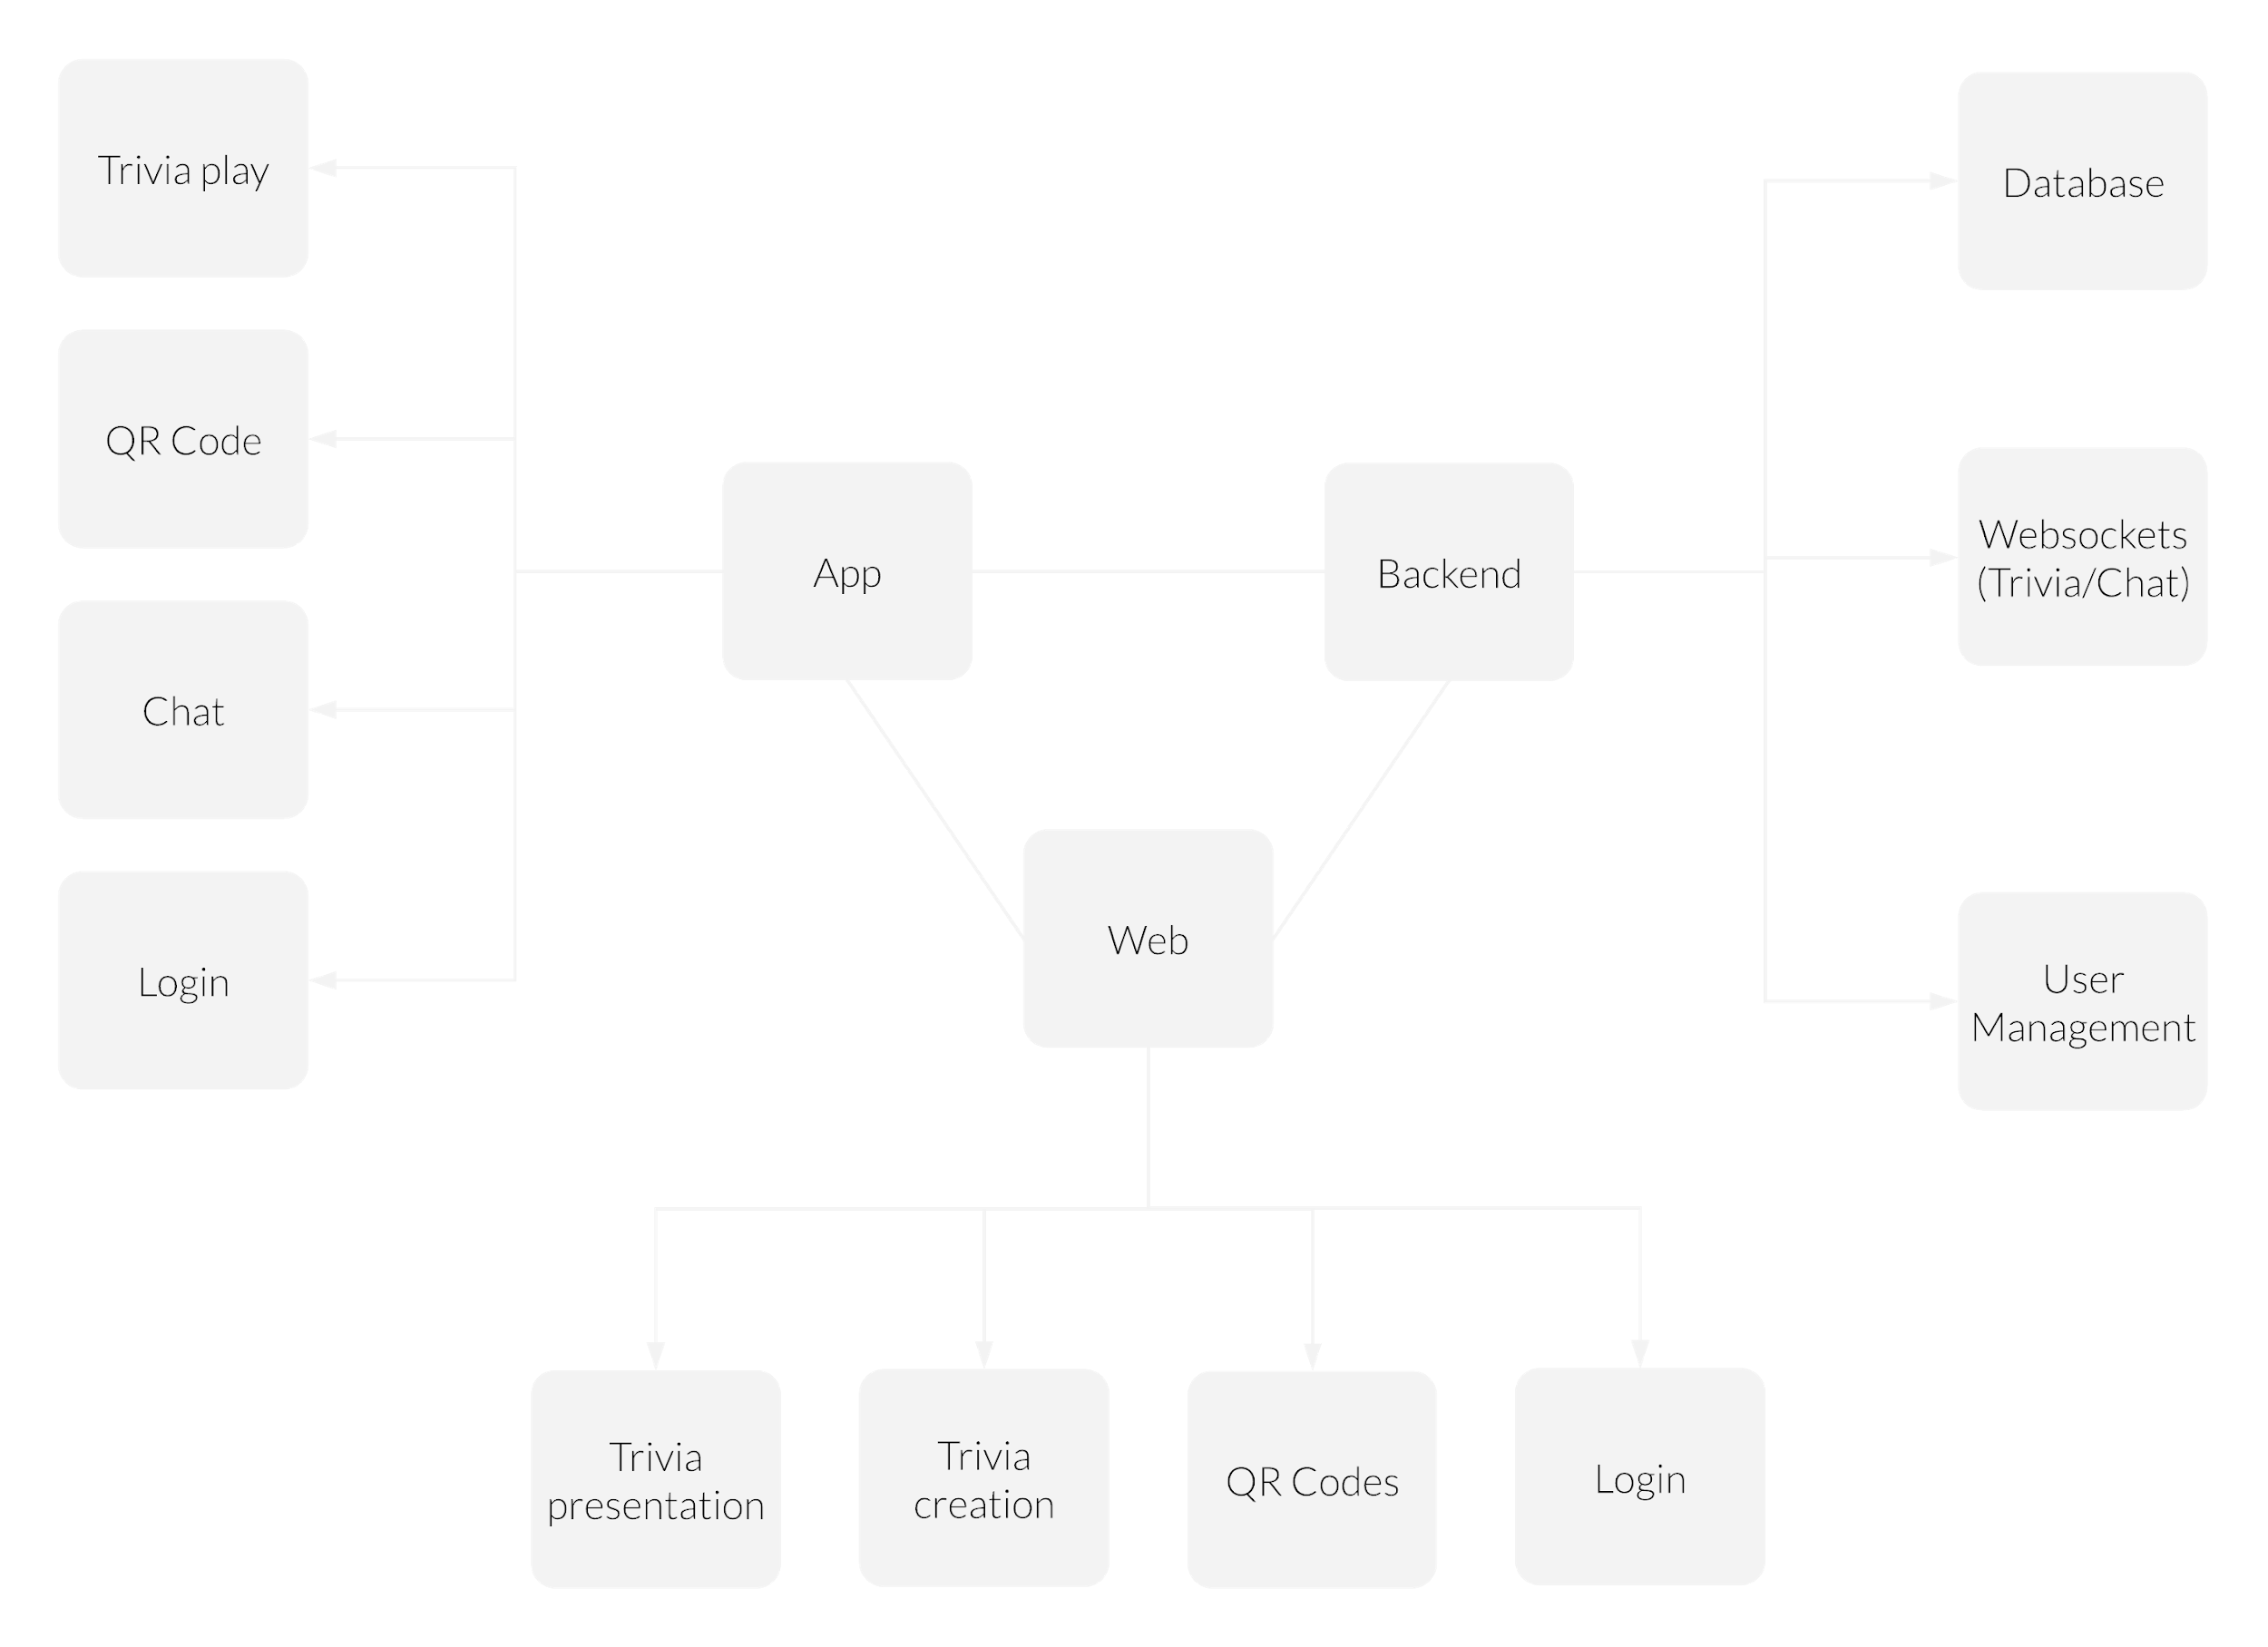 Trivia play
QR Code
Chat
Login
App
Backend
Web
Database
Websockets
(Trivia/Chat)
User
Management
Trivia
presentation
Trivia
creation
QR Codes
Login